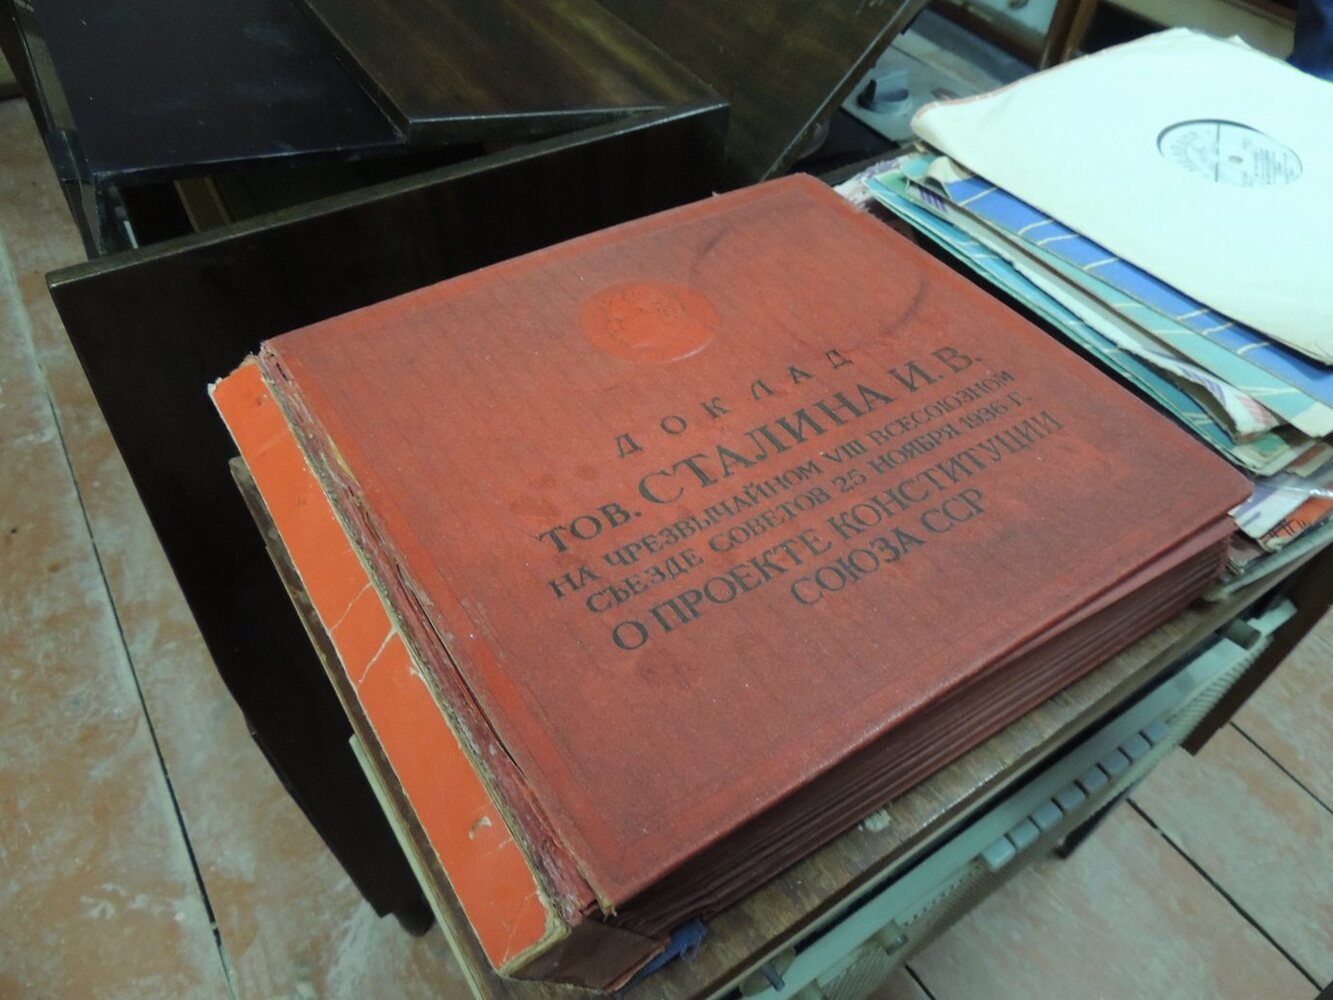 ДОКЛАД
ТОВ. СТАЛИНА И. В.
НА ЧРЕЗВЫЧАЙНОМ VIII ВСЕСОЮЗНОМ
СЪЕЗДЕ СОВЕТОВ 25 НОЯБРЯ 1936 Г.
О ПРОЕКТЕ КОНСТИТУЦИИ
СОЮЗА ССР